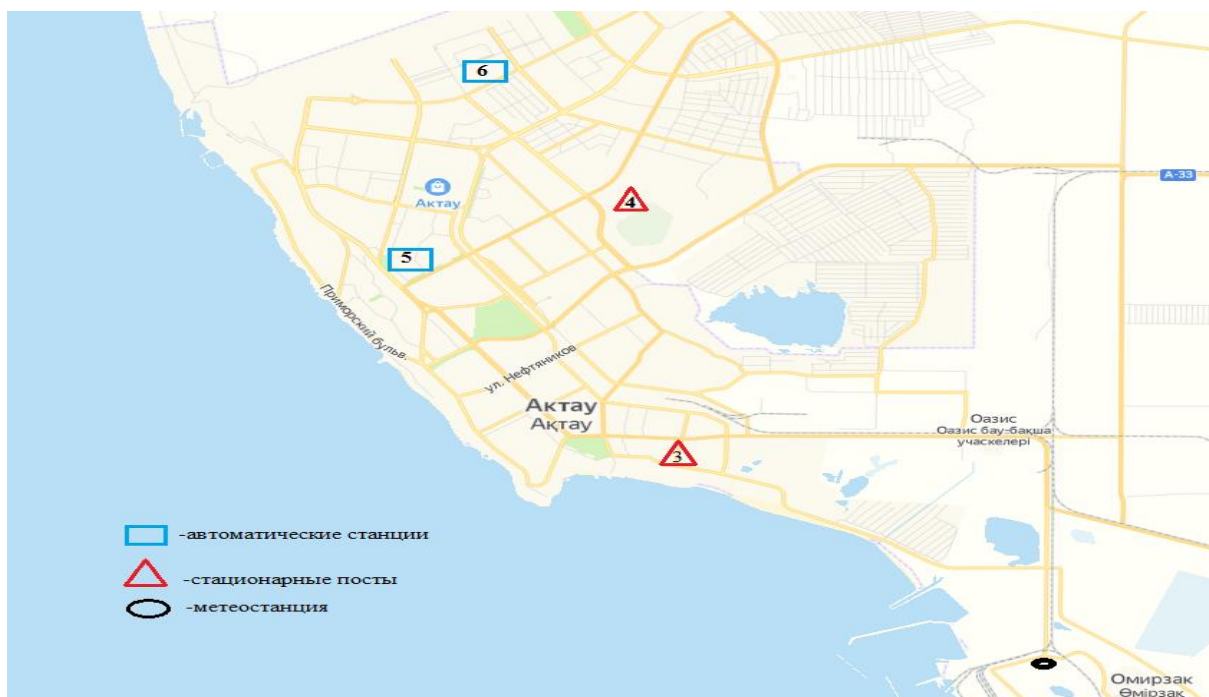 6
Актау
4
A-33
5
Приморский бульв.
ул. Нефтяников
Актау
Ақтау
Оазис
Оазис бау-бақша
учаскелері
3
-автоматические станции
-стационарные посты
-метеостанция
Омирзак
Өмірзақ